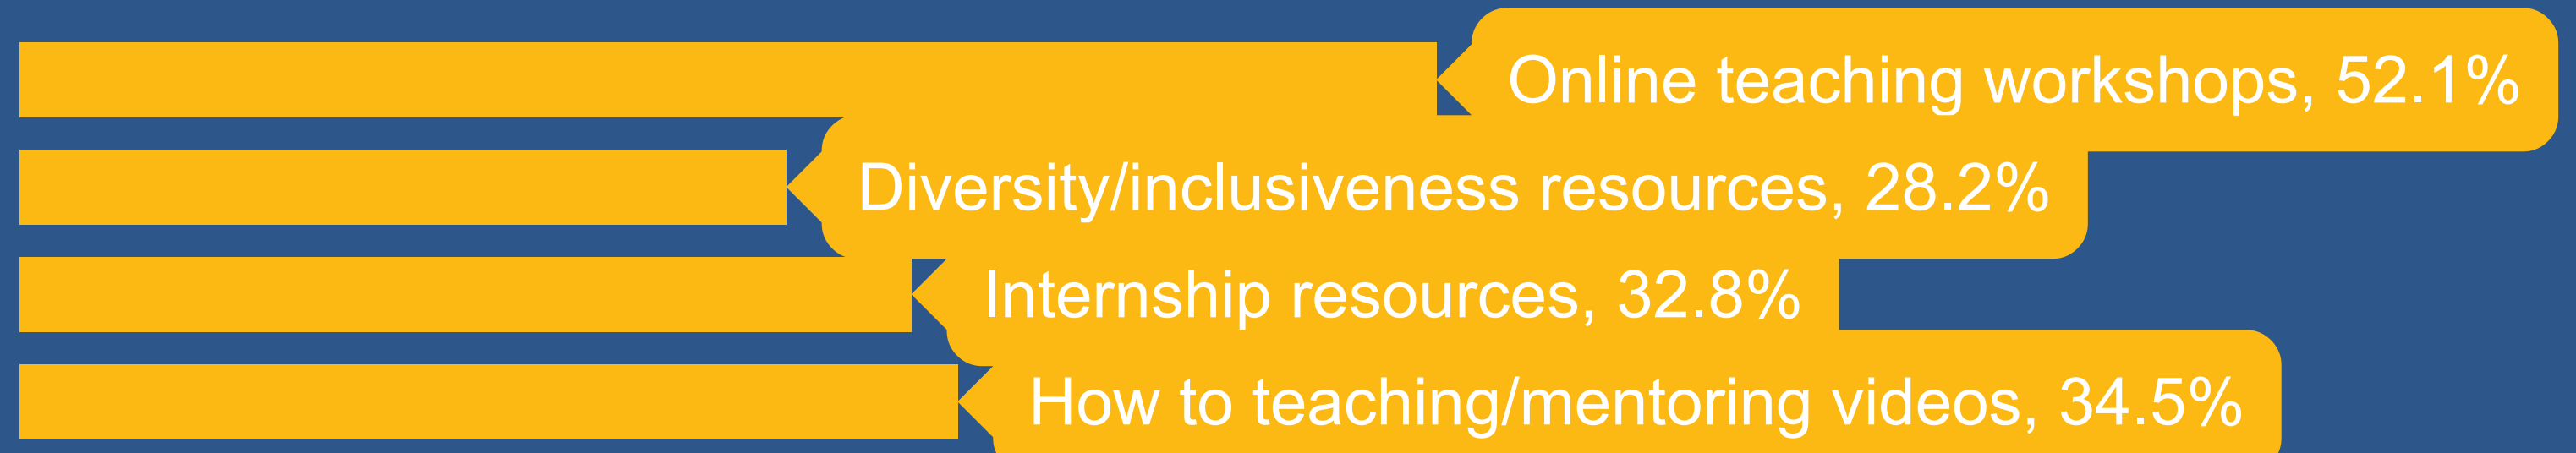 Online teaching workshops, 52.1%
Diversity/inclusiveness resources, 28.2%
Internship resources, 32.8%
How to teaching/mentoring videos, 34.5%